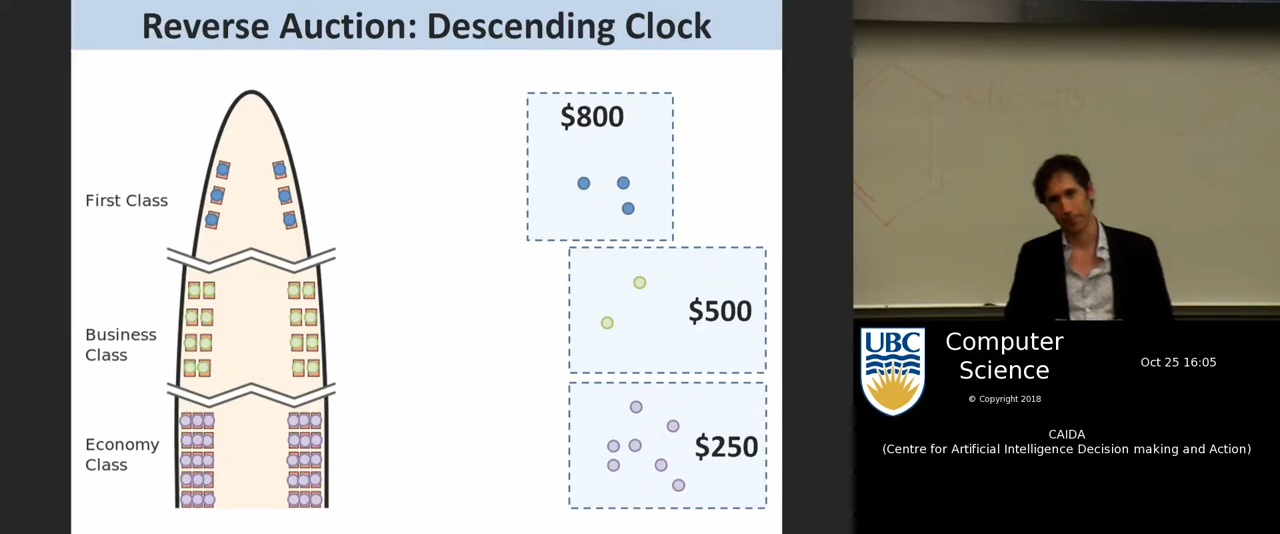 Reverse Auction: Descending Clock
First Class
Business
Class
Economy
Class
$800
$500
$250
UBC
Computer
Science
© Copyright 2018
Oct 25 16:05
CAIDA
(Centre for Artificial Intelligence Decision making and Action)